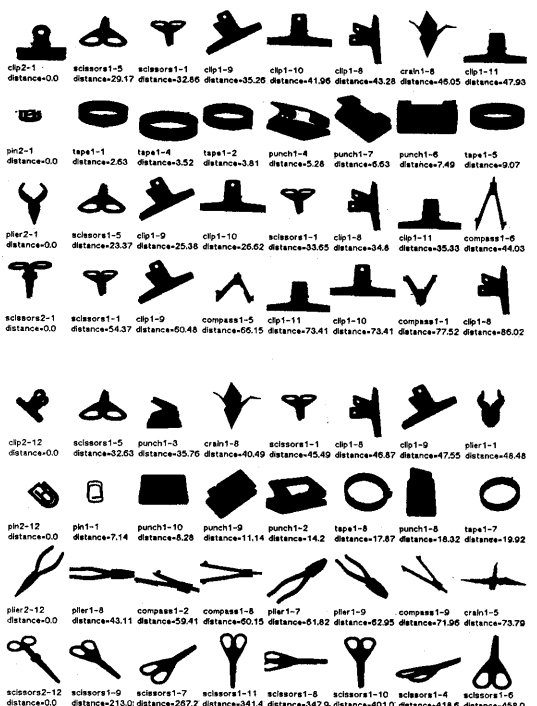 clip2-1 scissors1-5 scissors1-1 clip1-9 clip1-10 clip1-8 crain1-8 clip1-11
distance=0.0 distance=29.17 distance=32.86 distance=35.26 distance=41.96 distance=43.28 distance=46.05 distance=47.93
pin2-1 tape1-1 tape1-4 tape1-2 punch1-4 punch1-7 punch1-6 tape1-5
distance=0.0 distance=2.63 distance=3.52 distance=3.81 distance=5.28 distance=6.63 distance=7.49 distance=9.07
plier2-1 scissors1-5 clip1-9 clip1-10 scissors1-1 clip1-8 clip1-11 compass1-6
distance=0.0 distance=23.37 distance=25.38 distance=26.62 distance=33.65 distance=34.8 distance=35.33 distance=44.03
scissors2-1 scissors1-1 clip1-9 compass1-5 clip1-11 clip1-10 compass1-1 clip1-8
distance=0.0 distance=54.37 distance=60.48 distance=66.15 distance=73.41 distance=73.41 distance=77.52 distance=86.02
clip2-12 scissors1-5 punch1-3 crain1-8 scissors1-1 clip1-8 clip1-9 plier1-1
distance=0.0 distance=32.63 distance=35.76 distance=40.49 distance=45.49 distance=46.87 distance=47.55 distance=48.48
pin2-12 pin1-1 punch1-10 punch1-9 punch1-2 tape1-8 punch1-8 tape1-7
distance=0.0 distance=7.14 distance=8.28 distance=11.14 distance=14.2 distance=17.87 distance=18.32 distance=19.92
plier2-12 plier1-8 compass1-2 compass1-8 plier1-7 plier1-9 compass1-9 crain1-5
distance=0.0 distance=43.11 distance=59.41 distance=60.15 distance=61.82 distance=62.95 distance=71.96 distance=73.79
scissors2-12 scissors1-9 scissors1-7 scissors1-11 scissors1-8 scissors1-10 scissors1-4 scissors1-6
distance=0.0